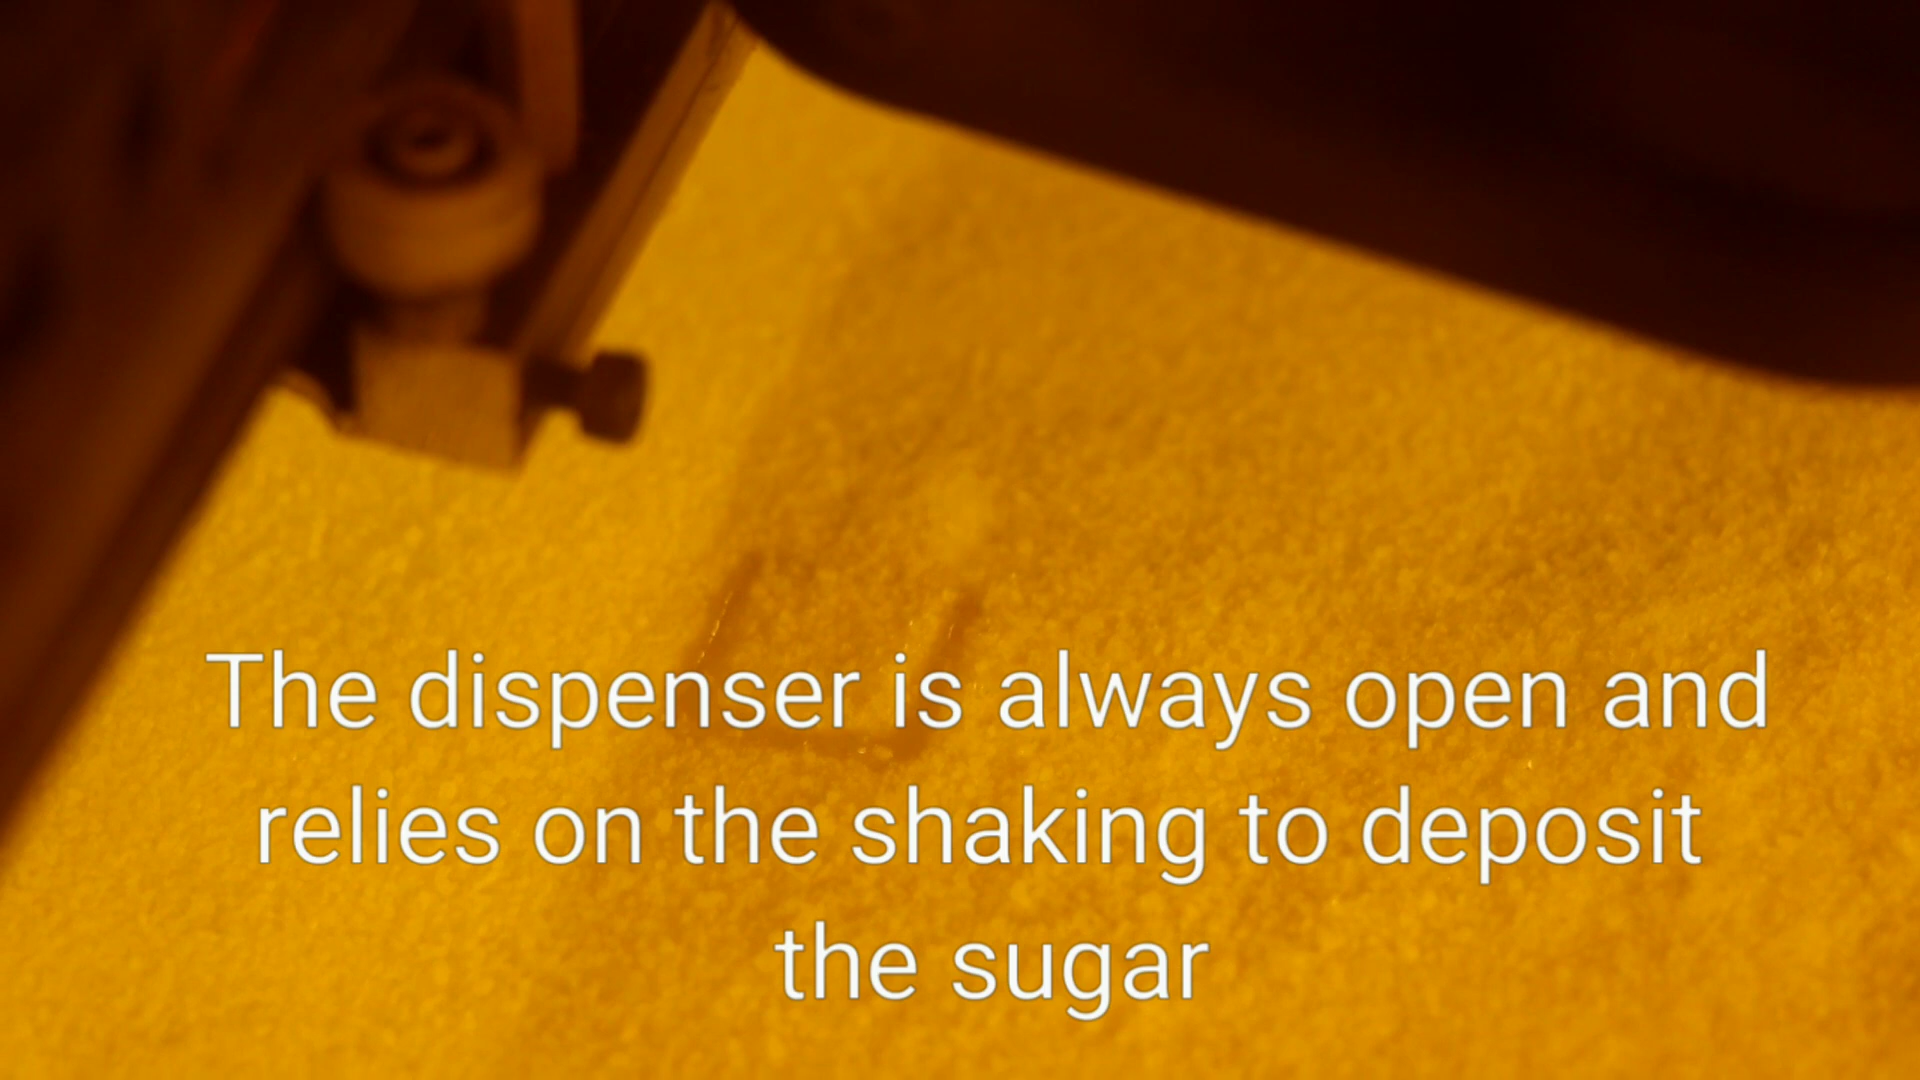 The dispenser is always open and
relies on the shaking to deposit
the sugar